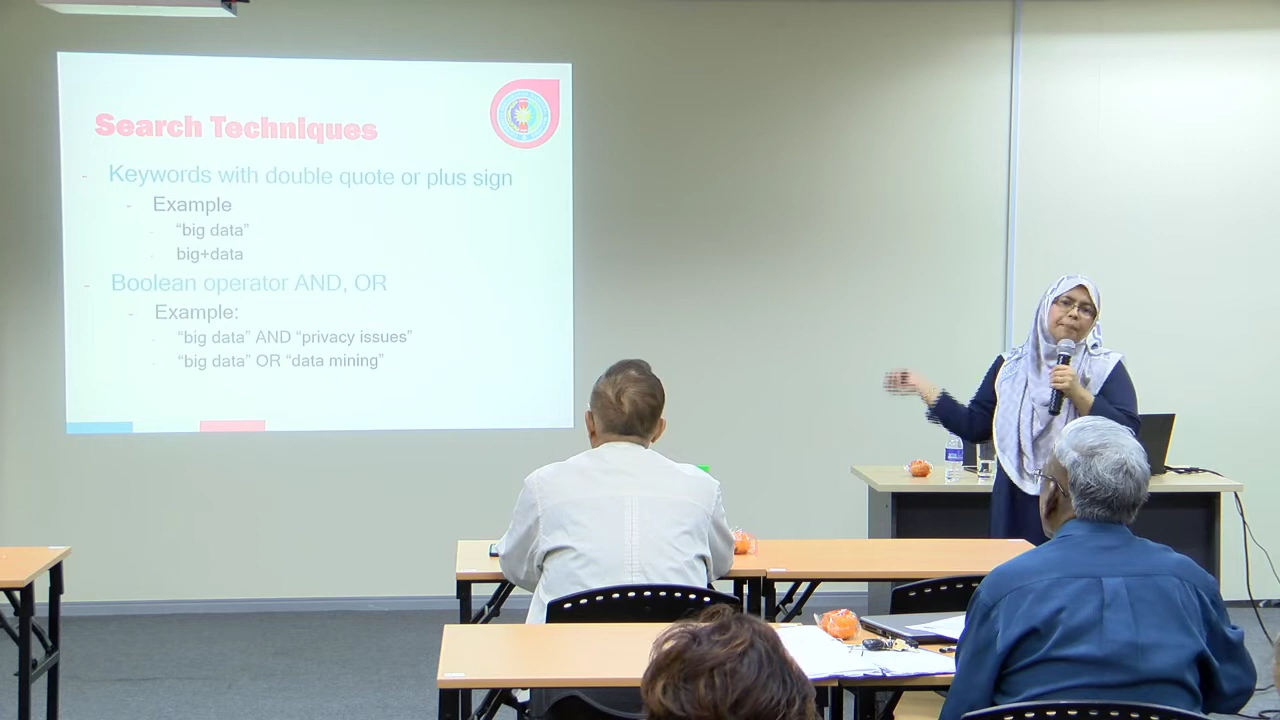 Search Techniques
- Keywords with double quote or plus sign
- Example
- "big data"
big+data
- Boolean operator AND, OR
- Example:
- "big data" AND "privacy issues"
- "big data" OR "data mining"